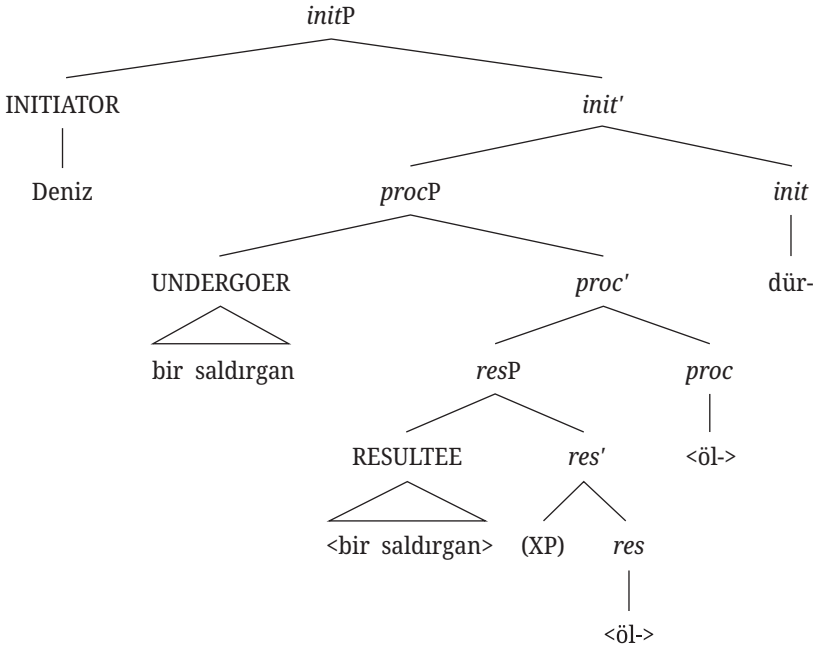 initP
INITIATOR init'
Deniz procP init
UNDERGOER proc' dür-
bir saldırgan resP proc
RESULTEE res' <öl->
<bir saldırgan> (XP) res
<öl->